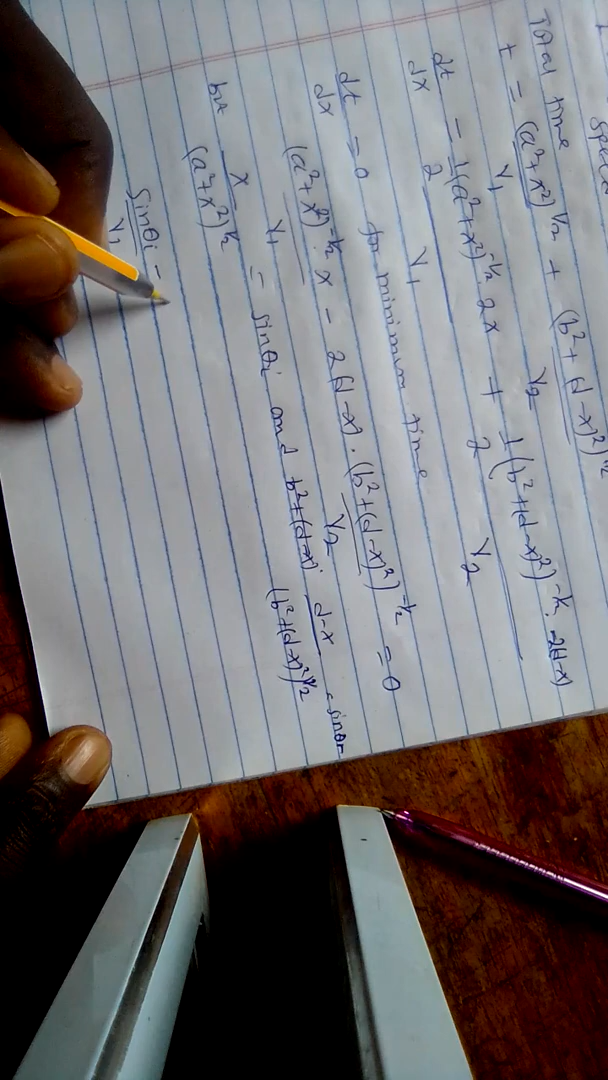 speed
Total time
t = (a²+x²)^1/2 / V₁ + (b² + (d-x)²)^1/2 / V₂
dt/dx = 1/2 (a²+x²)^-1/2 · 2x / V₁ + 1/2 (b²+(d-x)²)^-1/2 · -2(d-x) / V₂
dt/dx = 0 for minimum time
(a²+x²)^-1/2 · x / V₁ - 2(d-x) · (b²+(d-x)²)^-1/2 / V₂ = 0
but x / (a²+x²)^1/2 = sinθi and b²+(d-x) · d-x / (b²+(d-x)²)^1/2 = sinθr
sinθi / V₁ =